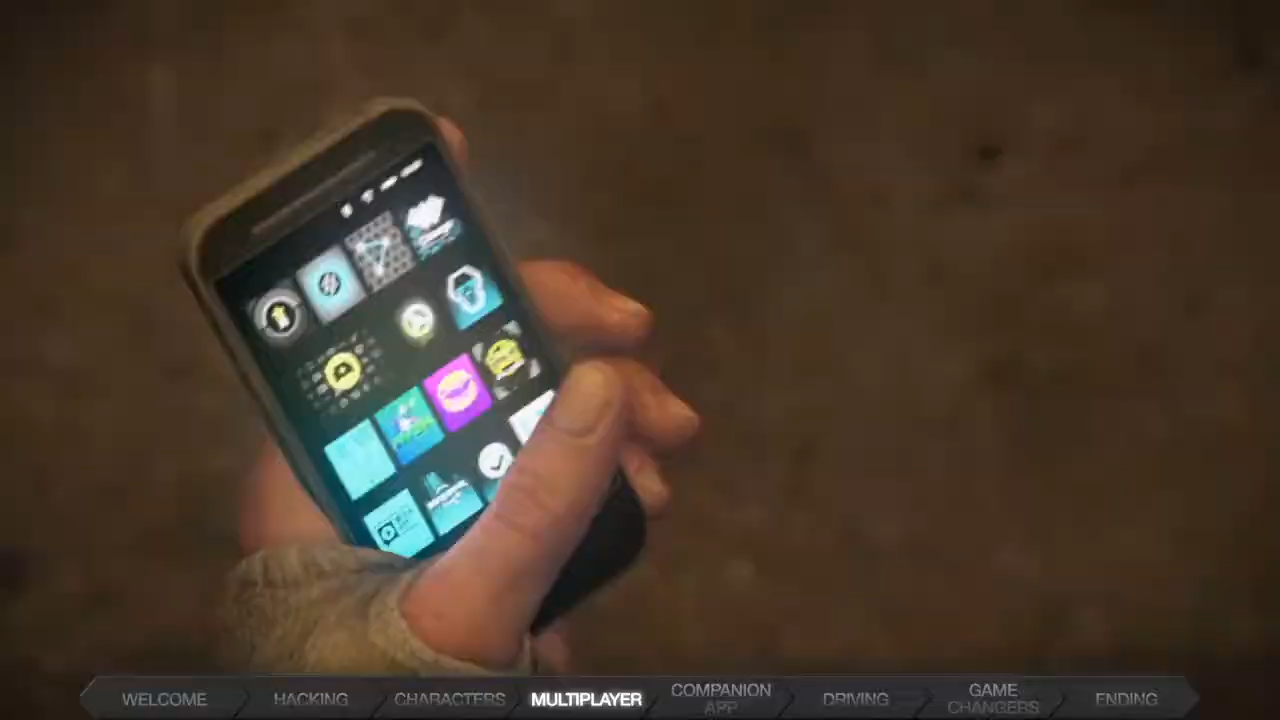 WELCOME
HACKING
CHARACTERS
MULTIPLAYER
COMPANION
APP
DRIVING
GAME
CHANGERS
ENDING